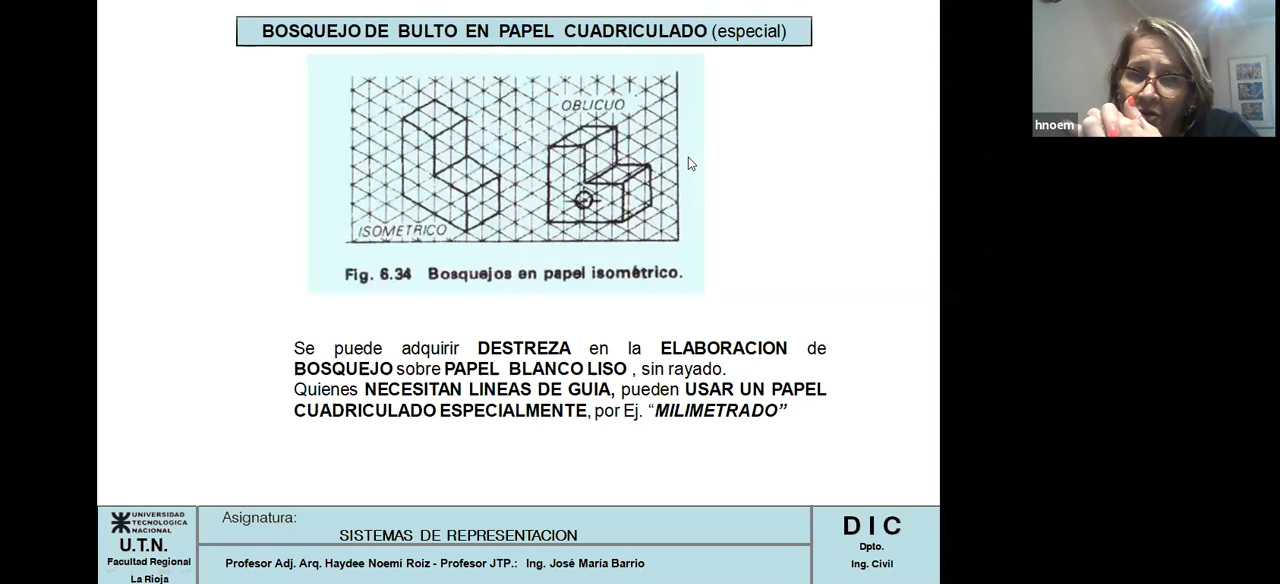 BOSQUEJO DE BULTO EN PAPEL CUADRICULADO (especial)
hnoem
OBLICUO
ISOMETRICO
Fig. 6.34 Bosquejos en papel isométrico.
Se puede adquirir DESTREZA en la ELABORACION de
BOSQUEJO sobre PAPEL BLANCO LISO , sin rayado.
Quienes NECESITAN LINEAS DE GUIA, pueden USAR UN PAPEL
CUADRICULADO ESPECIALMENTE, por Ej. “MILIMETRADO”
UNIVERSIDAD
TECNOLOGICA
NACIONAL
U.T.N.
Facultad Regional
La Rioja
Asignatura:
SISTEMAS DE REPRESENTACION
Profesor Adj. Arq. Haydee Noemí Roiz - Profesor JTP.: Ing. José María Barrio
D I C
Dpto.
Ing. Civil